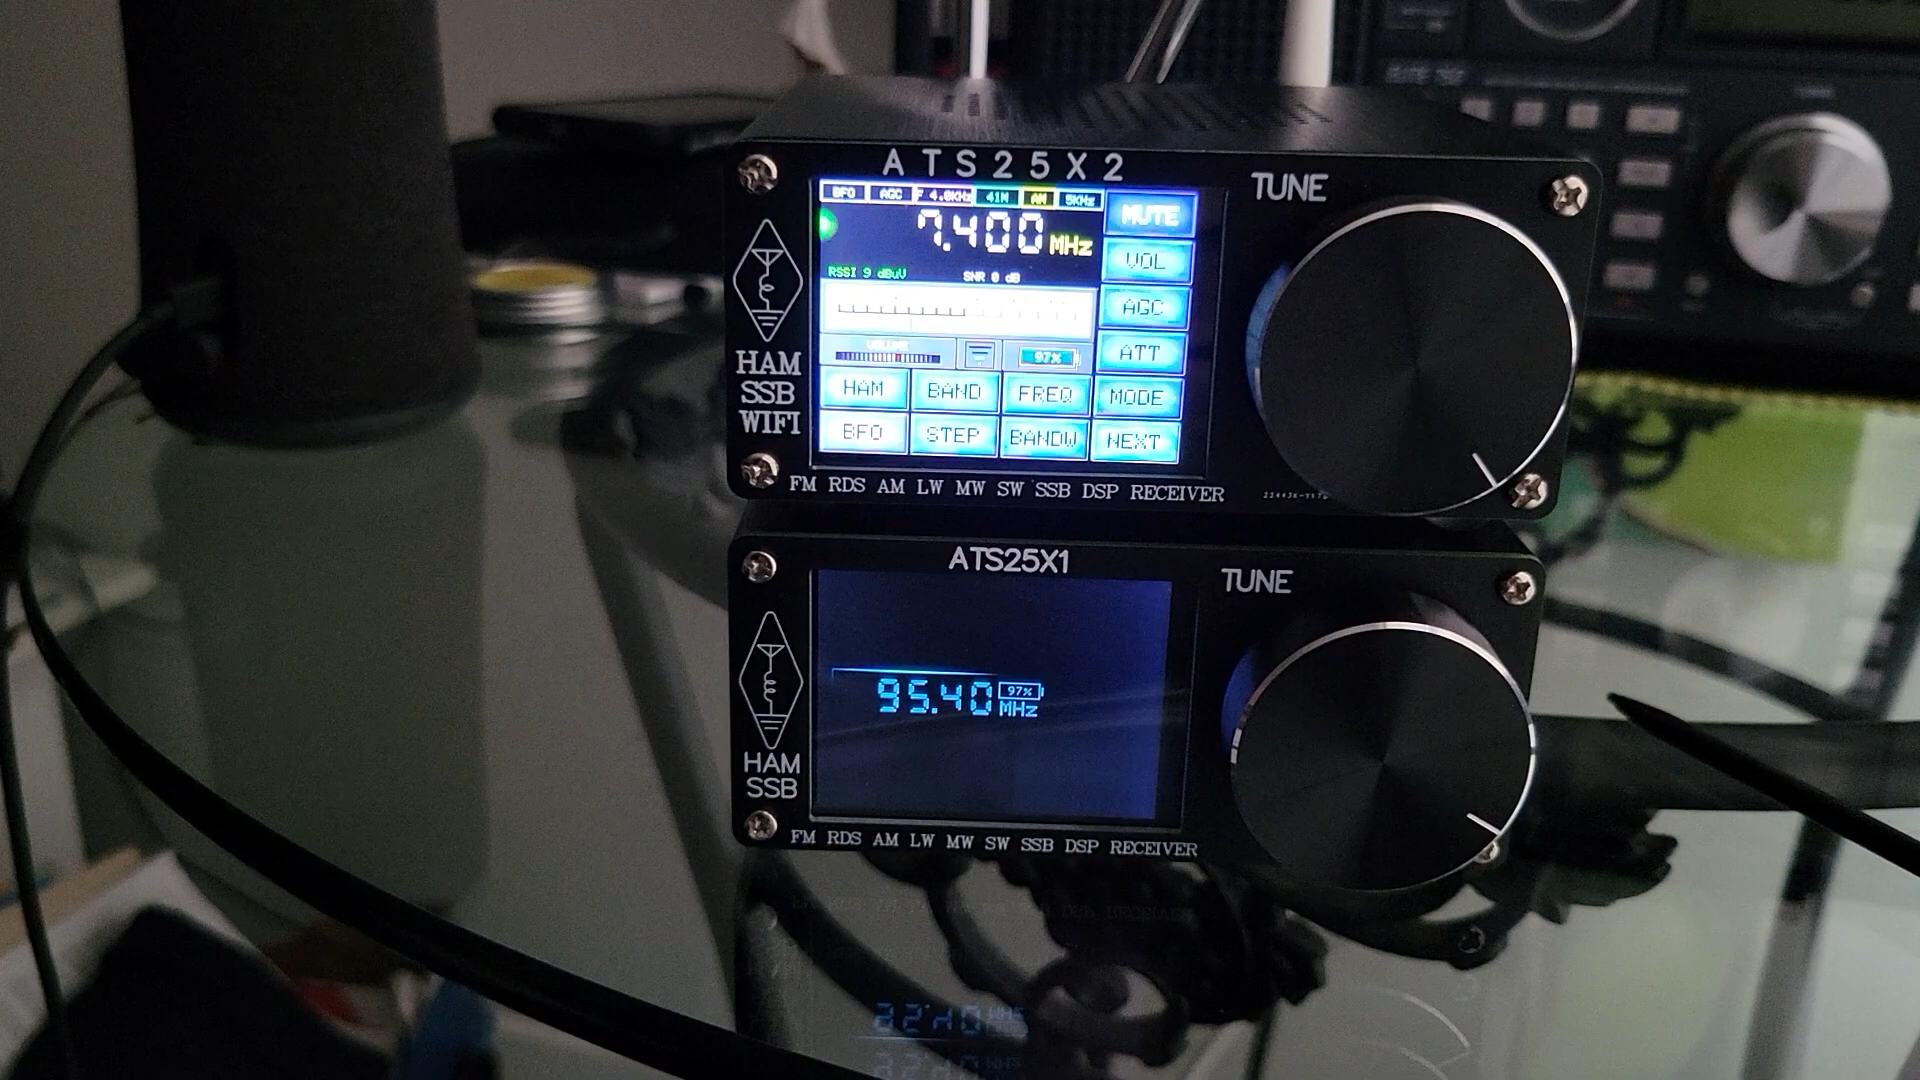 ATS25X2
TUNE
BFO AGC F 4.0KHz 41M AM 5KHz
7.400 MHz
RSSI 9 dBuV SNR 0 dB
VOLUME 97%
MUTE
VOL
AGC
ATT
HAM BAND FREQ MODE
BFO STEP BANDW NEXT
HAM
SSB
WIFI
FM RDS AM LW MW SW SSB DSP RECEIVER
ATS25X1
TUNE
95.40 MHz 97%
HAM
SSB
FM RDS AM LW MW SW SSB DSP RECEIVER